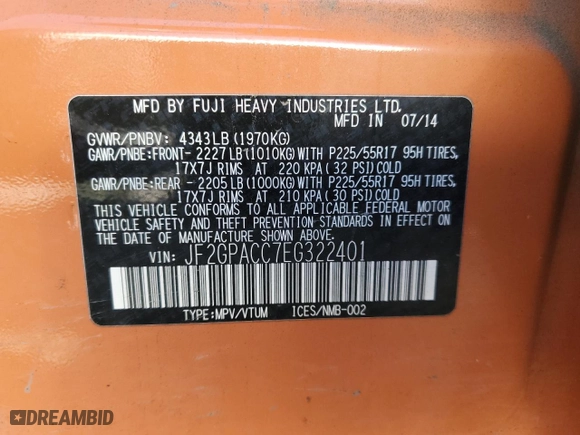 MFD BY FUJI HEAVY INDUSTRIES LTD.
MFD IN 07/14
GVWR/PNBV: 4343LB (1970KG)
GAWR/PNBE:FRONT- 2227LB (1010KG) WITH P225/55R17 95H TIRES,
17X7J RIMS AT 220 KPA ( 32 PSI) COLD
GAWR/PNBE:REAR - 2205LB (1000KG) WITH P225/55R17 95H TIRES,
17X7J RIMS AT 210 KPA ( 30 PSI) COLD
THIS VEHICLE CONFORMS TO ALL APPLICABLE FEDERAL MOTOR
VEHICLE SAFETY AND THEFT PREVENTION STANDARDS IN EFFECT
ON THE DATE OF MANUFACTURE SHOWN ABOVE.
VIN: JF2GPACC7EG322401
TYPE:MPV/VTUM ICES/NMB-002
DREAMBID